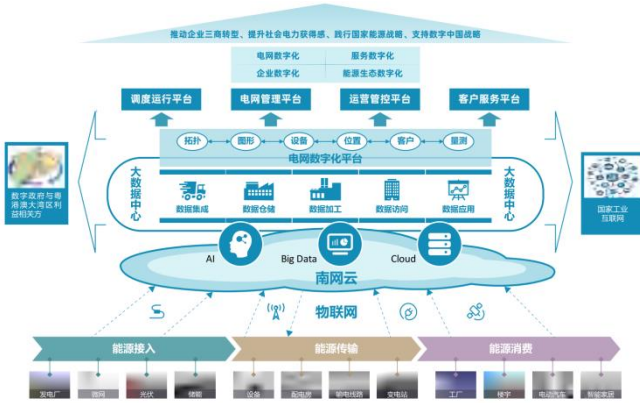 推动企业三商转型、提升社会电力获得感、践行国家能源战略、支持数字中国战略
电网数字化 服务数字化
企业数字化 能源生态数字化
调度运行平台 电网管理平台 运营管控平台 客户服务平台
拓扑 图形 设备 位置 客户 量测
电网数字化平台
大数据中心
数据集成 数据仓储 数据加工 数据访问 数据应用
大数据中心
数字政府与粤
港澳大湾区利
益相关方
国家工业
互联网
AI Big Data Cloud
南网云
物联网
能源接入 能源传输 能源消费
发电厂 微网 光伏 储能 设备 配电房 输电线路 变电站 工厂 楼宇 电动汽车 智能家居